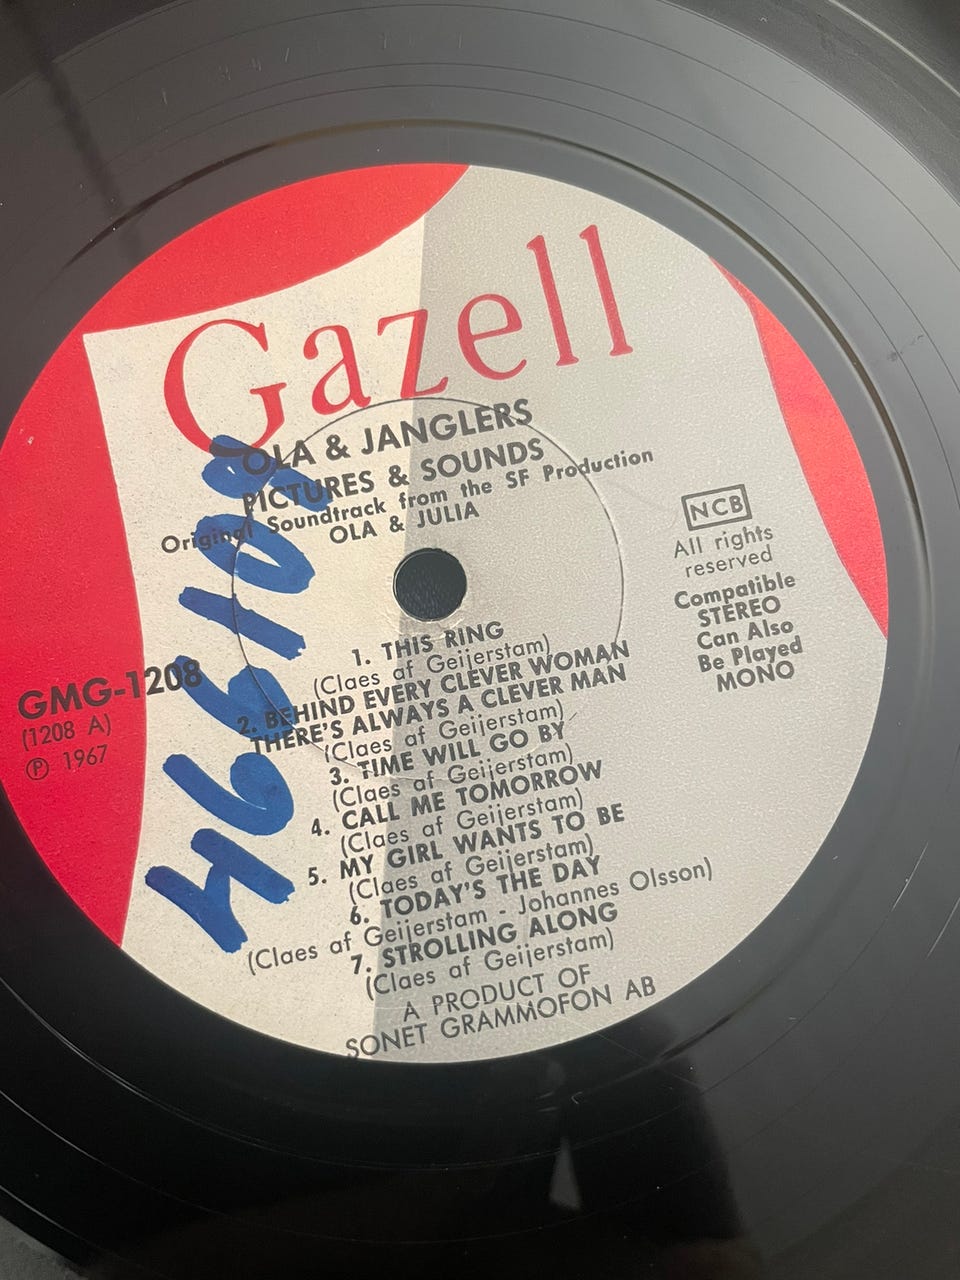 Gazell
OLA & JANGLERS
PICTURES & SOUNDS
Original Soundtrack from the SF Production
OLA & JULIA
NCB
All rights
reserved
Compatible
STEREO
Can Also
Be Played
MONO
GMG-1208
(1208 A)
Ⓟ 1967
1. THIS RING
(Claes af Geijerstam)
2. BEHIND EVERY CLEVER WOMAN
THERE'S ALWAYS A CLEVER MAN
(Claes af Geijerstam)
3. TIME WILL GO BY
(Claes af Geijerstam)
4. CALL ME TOMORROW
(Claes af Geijerstam)
5. MY GIRL WANTS TO BE
(Claes af Geijerstam)
6. TODAY'S THE DAY
(Claes af Geijerstam - Johannes Olsson)
7. STROLLING ALONG
(Claes af Geijerstam)
A PRODUCT OF
SONET GRAMMOFON AB